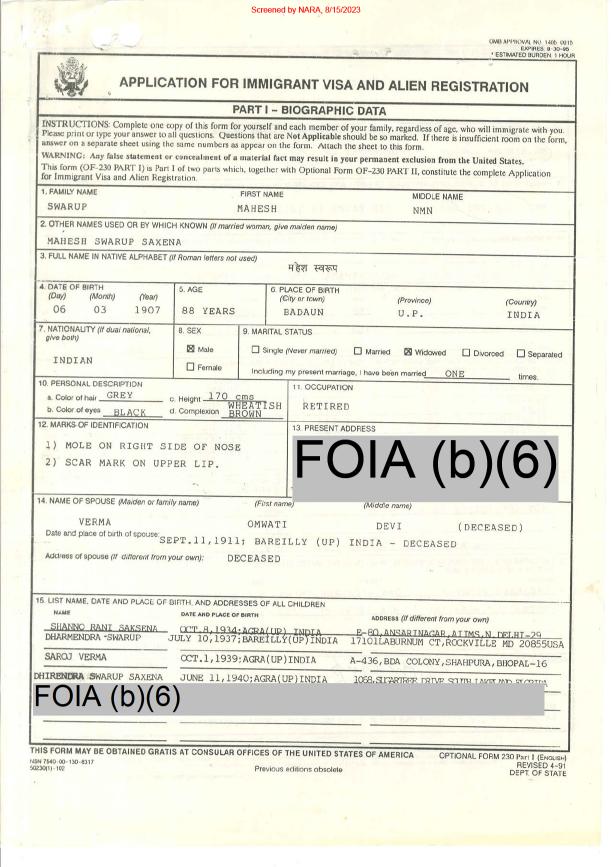 Screened by NARA, 8/15/2023
OMB APPROVAL NO. 1405-0015
EXPIRES: 8-30-95
* ESTIMATED BURDEN: 1 HOUR
APPLICATION FOR IMMIGRANT VISA AND ALIEN REGISTRATION
PART I – BIOGRAPHIC DATA
INSTRUCTIONS: Complete one copy of this form for yourself and each member of your family, regardless of age, who will immigrate with you.
Please print or type your answer to all questions. Questions that are Not Applicable should be so marked. If there is insufficient room on the form,
answer on a separate sheet using the same numbers as appear on the form. Attach the sheet to this form.
WARNING: Any false statement or concealment of a material fact may result in your permanent exclusion from the United States.
This form (OF-230 PART I) is Part I of two parts which, together with Optional Form OF-230 PART II, constitute the complete Application
for Immigrant Visa and Alien Registration.
1. FAMILY NAME FIRST NAME MIDDLE NAME
SWARUP MAHESH NMN
2. OTHER NAMES USED OR BY WHICH KNOWN (If married woman, give maiden name)
MAHESH SWARUP SAXENA
3. FULL NAME IN NATIVE ALPHABET (If Roman letters not used)
महेश स्वरूप
4. DATE OF BIRTH 5. AGE 6. PLACE OF BIRTH
(Day) (Month) (Year) (City or town) (Province) (Country)
06 03 1907 88 YEARS BADAUN U.P. INDIA
7. NATIONALITY (If dual national, give both) 8. SEX 9. MARITAL STATUS
INDIAN
☒ Male ☐ Single (Never married) ☐ Married ☒ Widowed ☐ Divorced ☐ Separated
☐ Female Including my present marriage, I have been married ONE times.
10. PERSONAL DESCRIPTION 11. OCCUPATION
a. Color of hair GREY c. Height 170 cms
b. Color of eyes BLACK d. Complexion WHEATISH BROWN
RETIRED
12. MARKS OF IDENTIFICATION 13. PRESENT ADDRESS
1) MOLE ON RIGHT SIDE OF NOSE
2) SCAR MARK ON UPPER LIP.
FOIA (b)(6)
14. NAME OF SPOUSE (Maiden or family name) (First name) (Middle name)
VERMA OMWATI DEVI (DECEASED)
Date and place of birth of spouse: SEPT.11,1911; BAREILLY (UP) INDIA - DECEASED
Address of spouse (If different from your own): DECEASED
15. LIST NAME, DATE AND PLACE OF BIRTH, AND ADDRESSES OF ALL CHILDREN
NAME DATE AND PLACE OF BIRTH ADDRESS (If different from your own)
SHANNO RANI SAKSENA OCT.8,1934;AGRA(UP) INDIA E-80,ANSARINAGAR,AIIMS,N.DELHI-29
DHARMENDRA SWARUP JULY 10,1937;BAREILLY(UP)INDIA 17101LABURNUM CT,ROCKVILLE MD 20855USA
SAROJ VERMA OCT.1,1939;AGRA(UP)INDIA A-436,BDA COLONY,SHAHPURA,BHOPAL-16
DHIRENDRA SWARUP SAXENA JUNE 11,1940;AGRA(UP)INDIA 1068,SUGARTREE DRIVE SOUTH LAKELAND FLORIDA
FOIA (b)(6)
THIS FORM MAY BE OBTAINED GRATIS AT CONSULAR OFFICES OF THE UNITED STATES OF AMERICA
OPTIONAL FORM 230 Part I (ENGLISH)
NSN 7540-00-130-8317
REVISED 4-91
50230(1)-102
Previous editions obsolete
DEPT. OF STATE